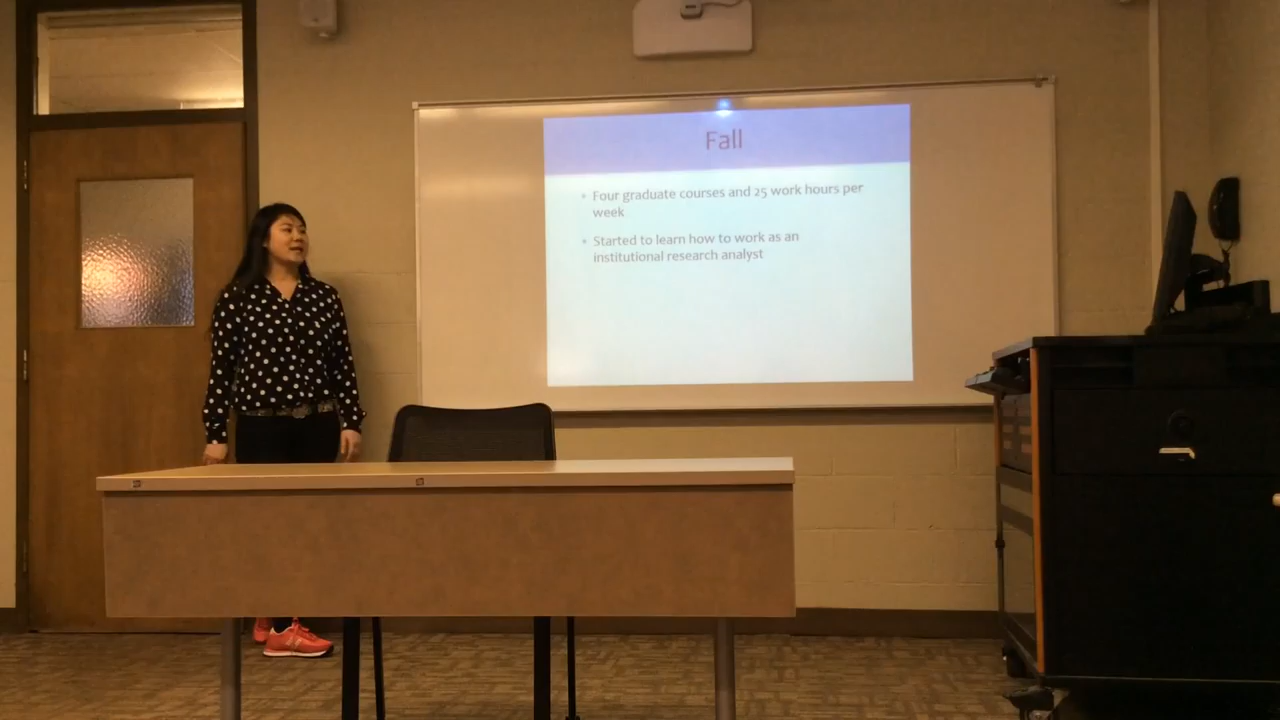 Fall
• Four graduate courses and 25 work hours per
week
• Started to learn how to work as an
institutional research analyst